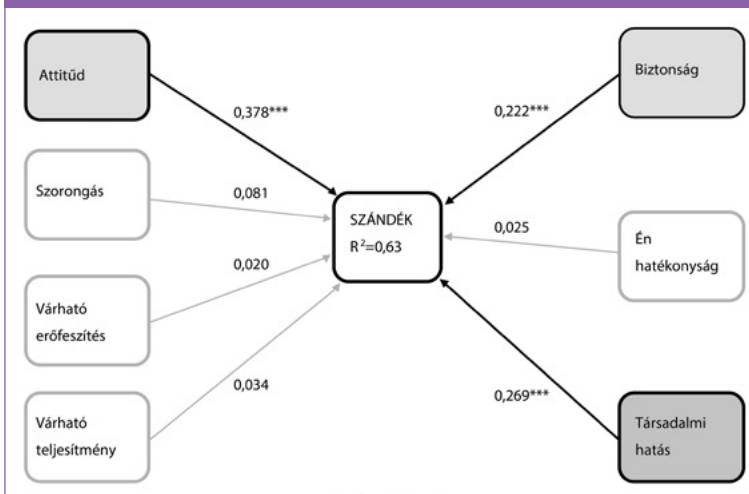 Attitűd
Biztonság
0,378***
0,222***
Szorongás
0,081
SZÁNDÉK
R²=0,63
0,025
Én
hatékonyság
0,020
Várható
erőfeszítés
0,034
0,269***
Várható
teljesítmény
Társadalmi
hatás